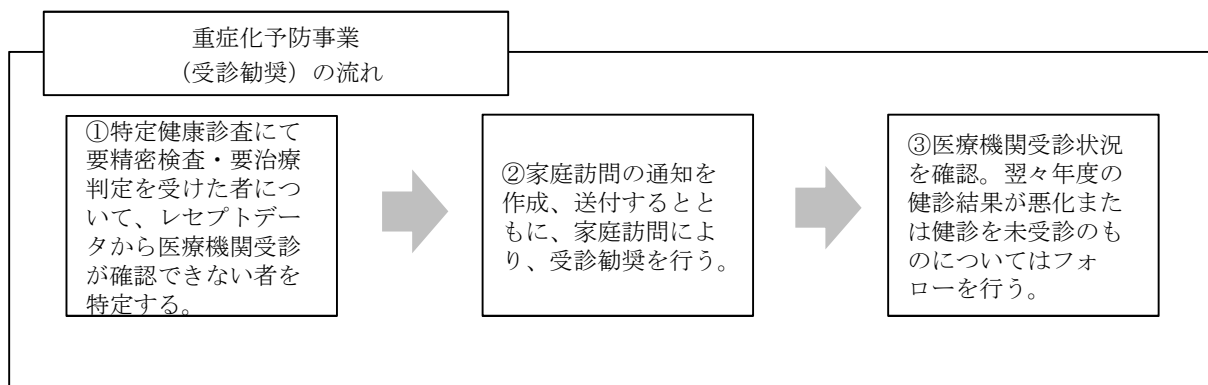 重症化予防事業
（受診勧奨）の流れ
①特定健康診査にて
要精密検査・要治療
判定を受けた者につ
いて、レセプトデー
タから医療機関受診
が確認できない者を
特定する。
②家庭訪問の通知を
作成、送付するとと
もに、家庭訪問によ
り、受診勧奨を行う。
③医療機関受診状況
を確認。翌々年度の
健診結果が悪化また
は健診を未受診のも
のについてはフォ
ローを行う。